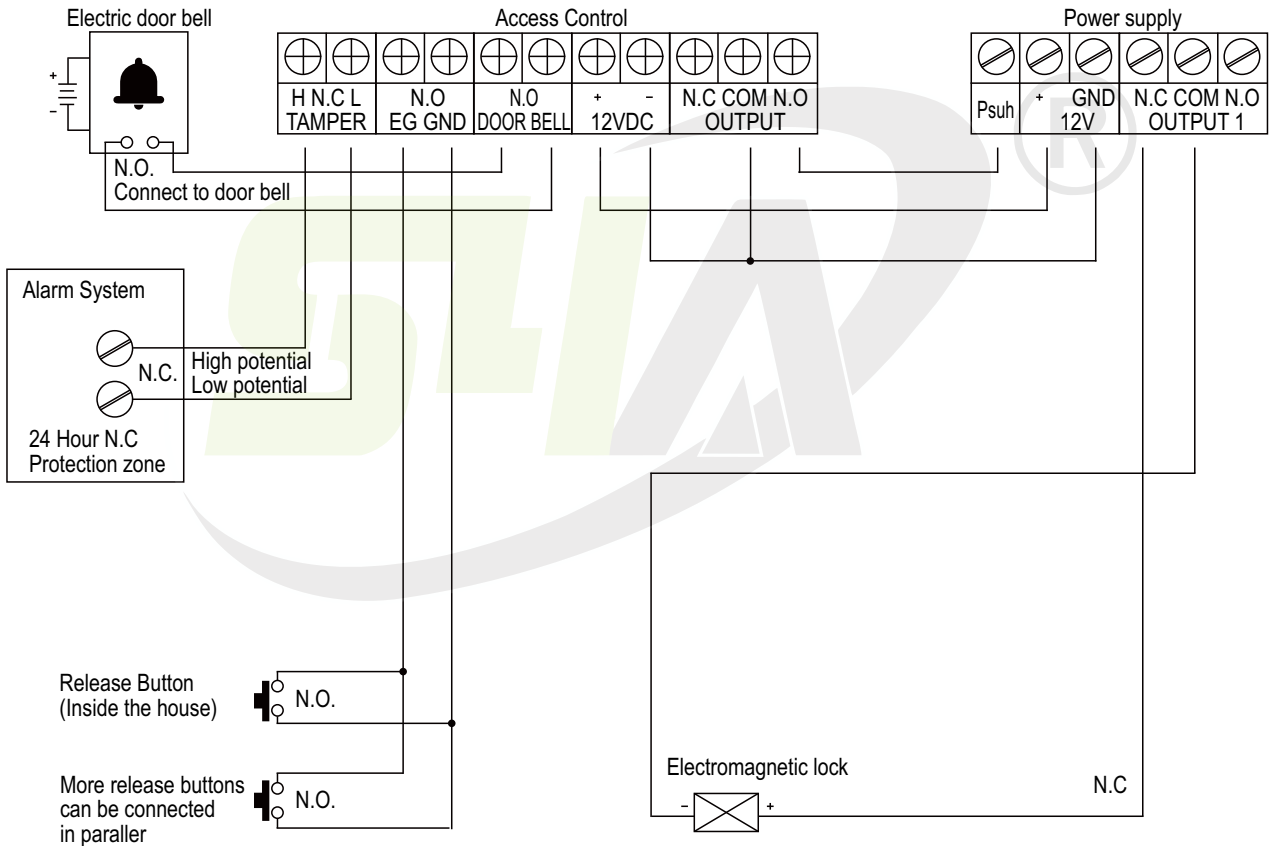 Electric door bell
Access Control
Power supply
+
−
H N.C L
TAMPER
N.O
EG GND
N.O
DOOR BELL
+ −
12VDC
N.C COM N.O
OUTPUT
Psuh
+ GND
12V
N.C COM N.O
OUTPUT 1
N.O.
Connect to door bell
Alarm System
N.C.
High potential
Low potential
24 Hour N.C
Protection zone
S4A
®
Release Button
(Inside the house)
N.O.
More release buttons
can be connected
in paraller
N.O.
Electromagnetic lock
− +
N.C